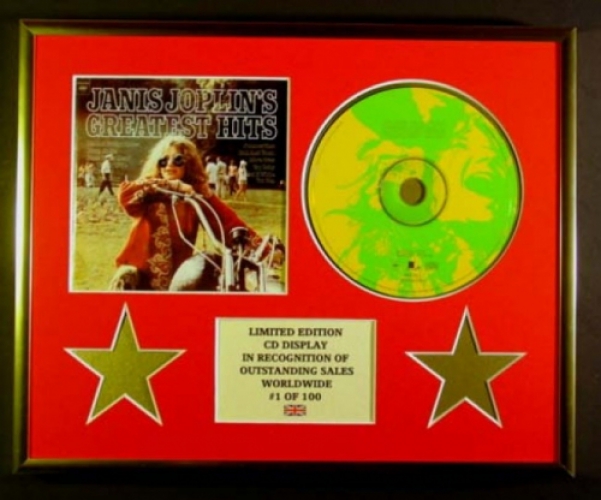 JANIS JOPLIN'S
GREATEST HITS
LIMITED EDITION
CD DISPLAY
IN RECOGNITION OF
OUTSTANDING SALES
WORLDWIDE
#1 OF 100